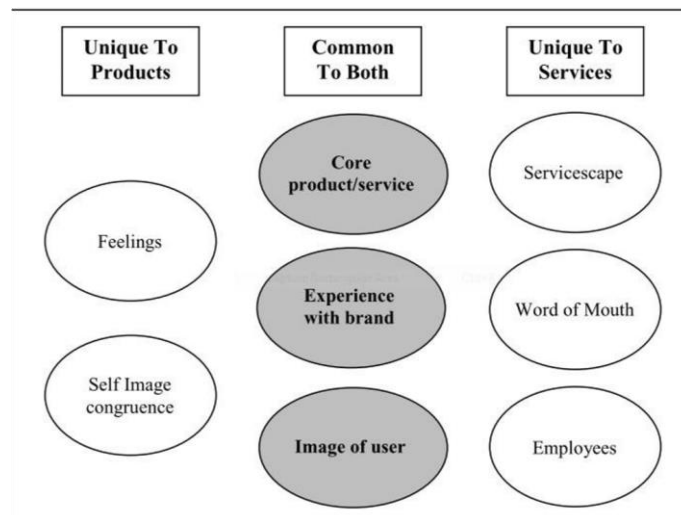 Unique To
Products
Common
To Both
Unique To
Services
Core
product/service
Servicescape
Feelings
Experience
with brand
Word of Mouth
Self Image
congruence
Image of user
Employees